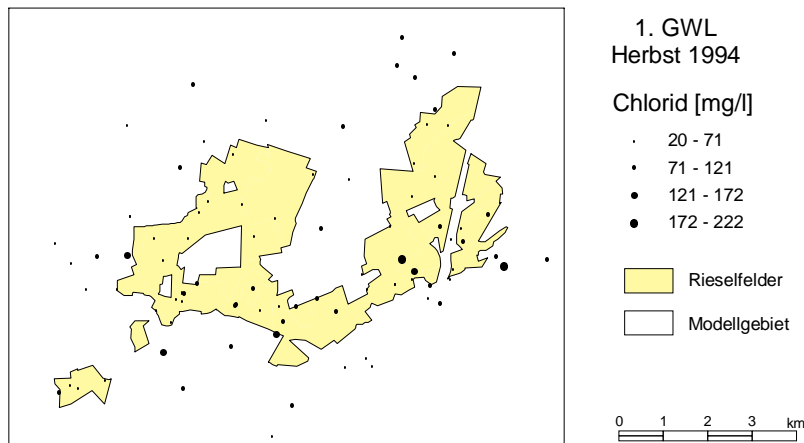 1. GWL
Herbst 1994
Chlorid [mg/l]
20 - 71
71 - 121
121 - 172
172 - 222
Rieselfelder
Modellgebiet
0 1 2 3 km